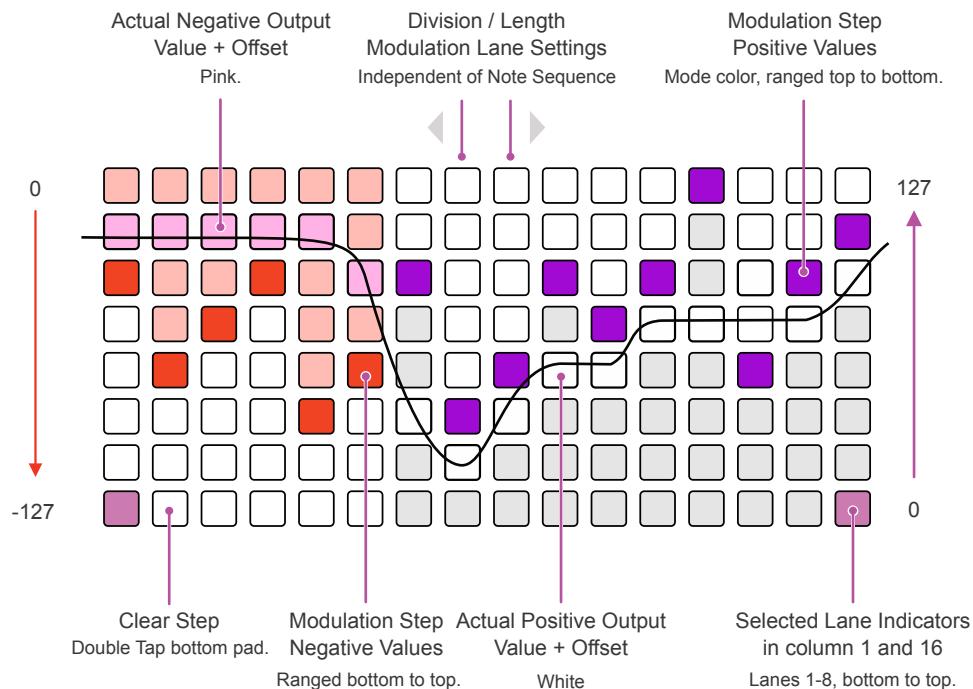 Actual Negative Output
Value + Offset
Pink.
Division / Length
Modulation Lane Settings
Independent of Note Sequence
Modulation Step
Positive Values
Mode color, ranged top to bottom.
0
127
-127
0
Clear Step
Double Tap bottom pad.
Modulation Step
Negative Values
Ranged bottom to top.
Actual Positive Output
Value + Offset
White
Selected Lane Indicators
in column 1 and 16
Lanes 1-8, bottom to top.